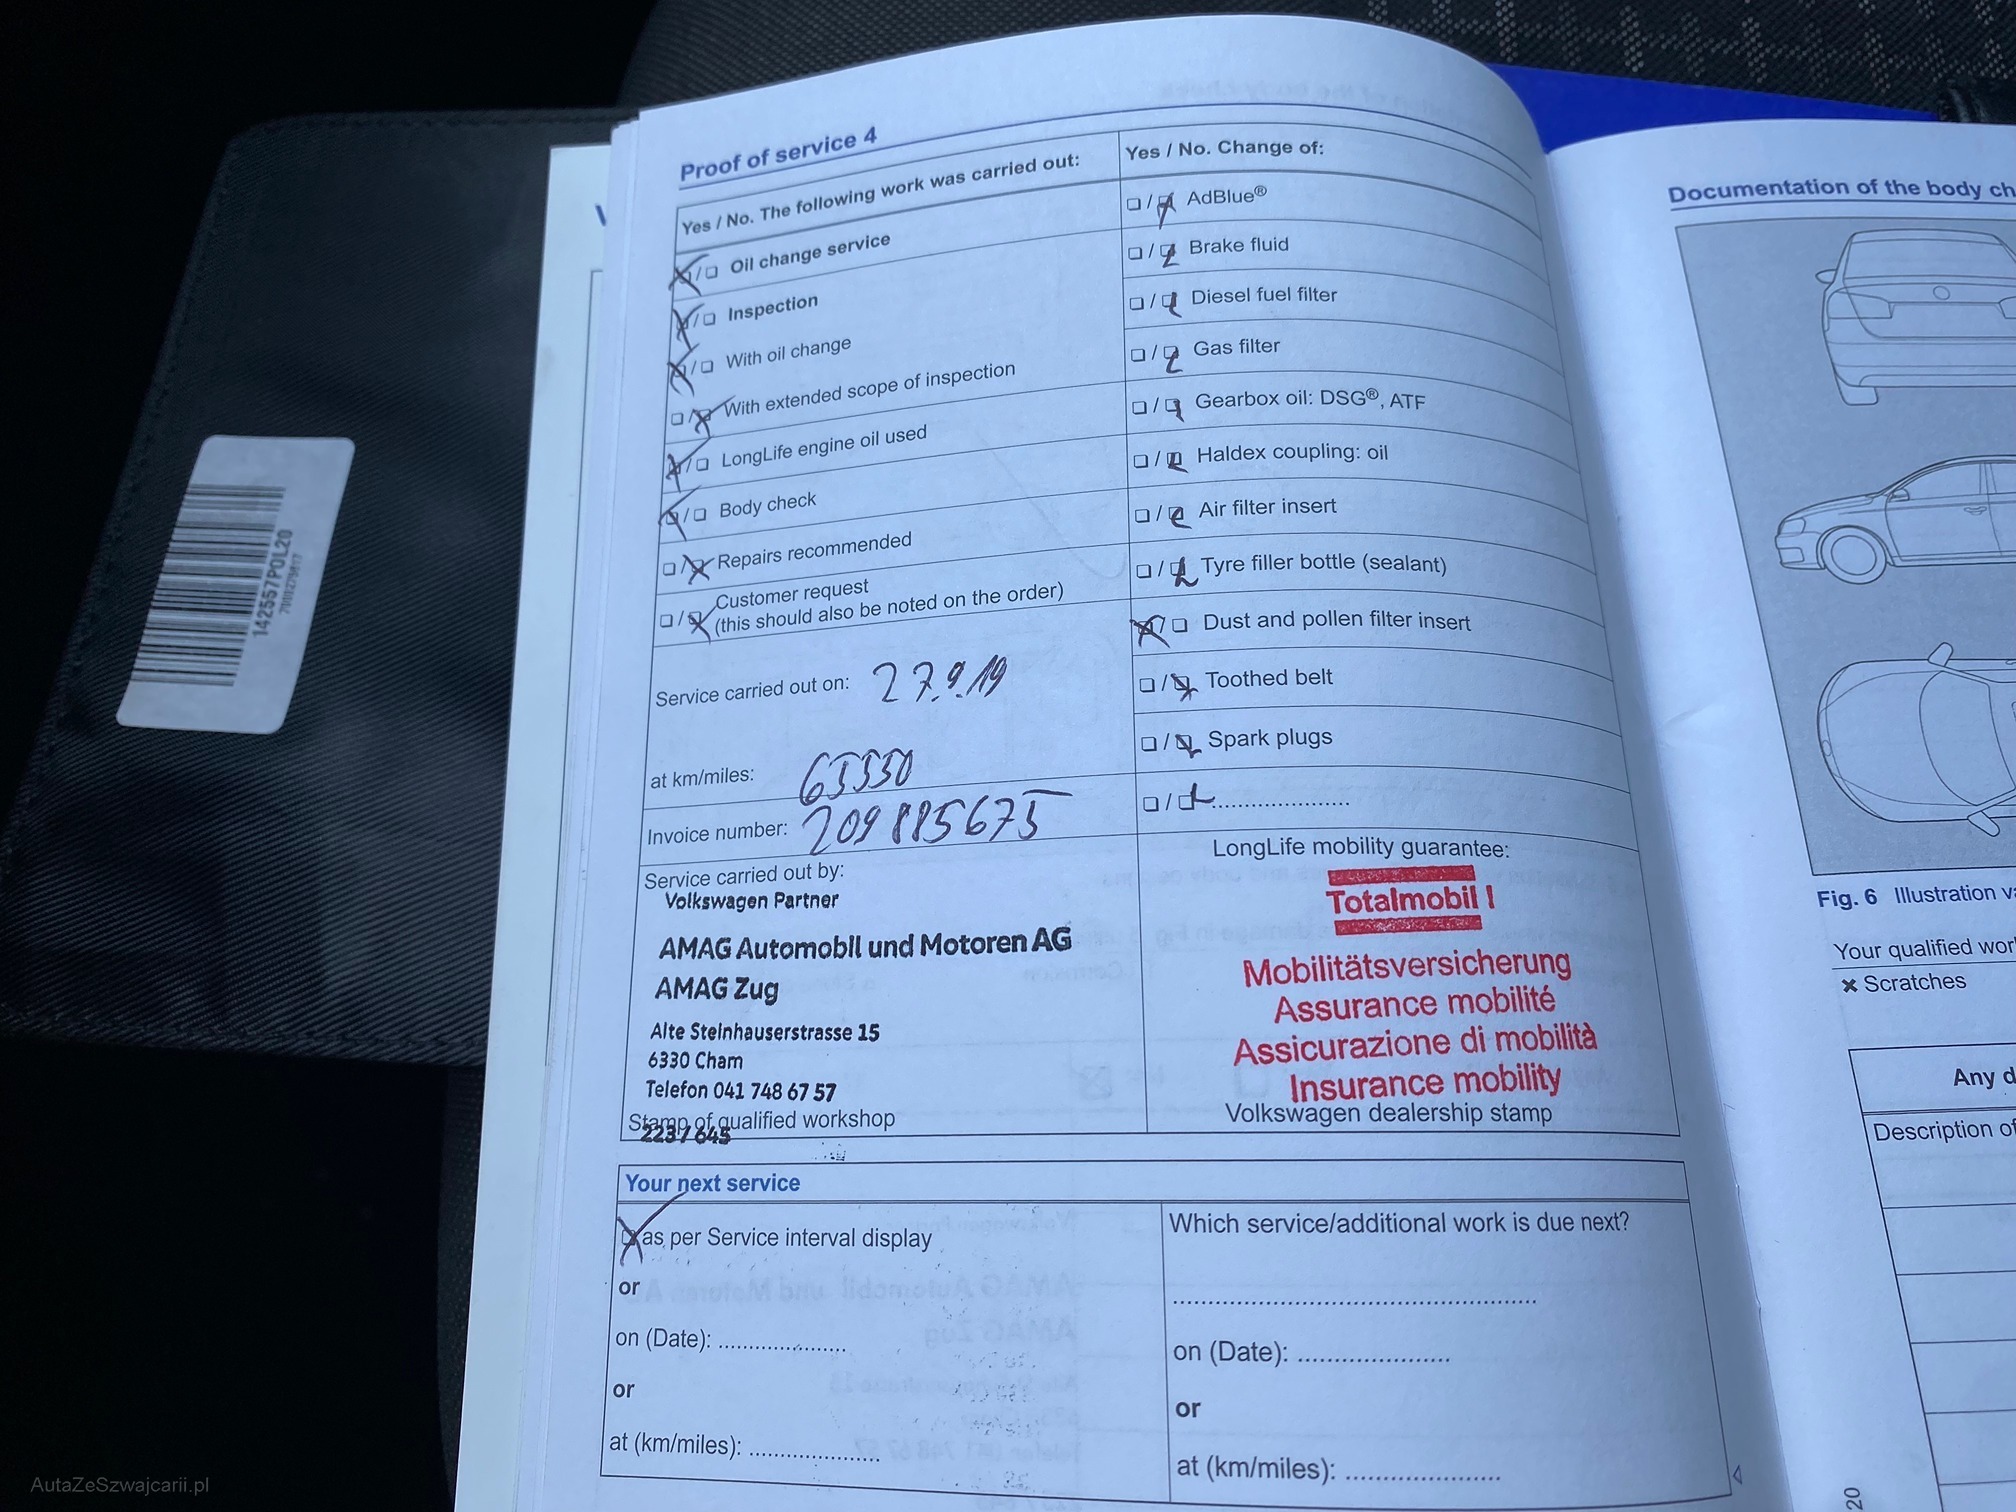 Proof of service 4
Yes / No. The following work was carried out:
Oil change service
Inspection
With oil change
With extended scope of inspection
LongLife engine oil used
Body check
Repairs recommended
Customer request
(this should also be noted on the order)
Service carried out on: 27.9.19
at km/miles: 65550
Invoice number: 209885675
Service carried out by:
Volkswagen Partner
AMAG Automobil und Motoren AG
AMAG Zug
Alte Steinhauserstrasse 15
6330 Cham
Telefon 041 748 67 57
Stamp of qualified workshop
2237 645
Yes / No. Change of:
AdBlue®
Brake fluid
Diesel fuel filter
Gas filter
Gearbox oil: DSG®, ATF
Haldex coupling: oil
Air filter insert
Tyre filler bottle (sealant)
Dust and pollen filter insert
Toothed belt
Spark plugs
LongLife mobility guarantee:
Totalmobil !
Mobilitätsversicherung
Assurance mobilité
Assicurazione di mobilità
Insurance mobility
Volkswagen dealership stamp
Your next service
as per Service interval display
or
on (Date): ......................
or
at (km/miles): ......................
Which service/additional work is due next?
on (Date): ......................
or
at (km/miles): ......................
Documentation of the body ch
Fig. 6 Illustration va
Your qualified wor
Scratches
Any d
Description of
20
142557P0L20
AutaZeSzwajcarii.pl